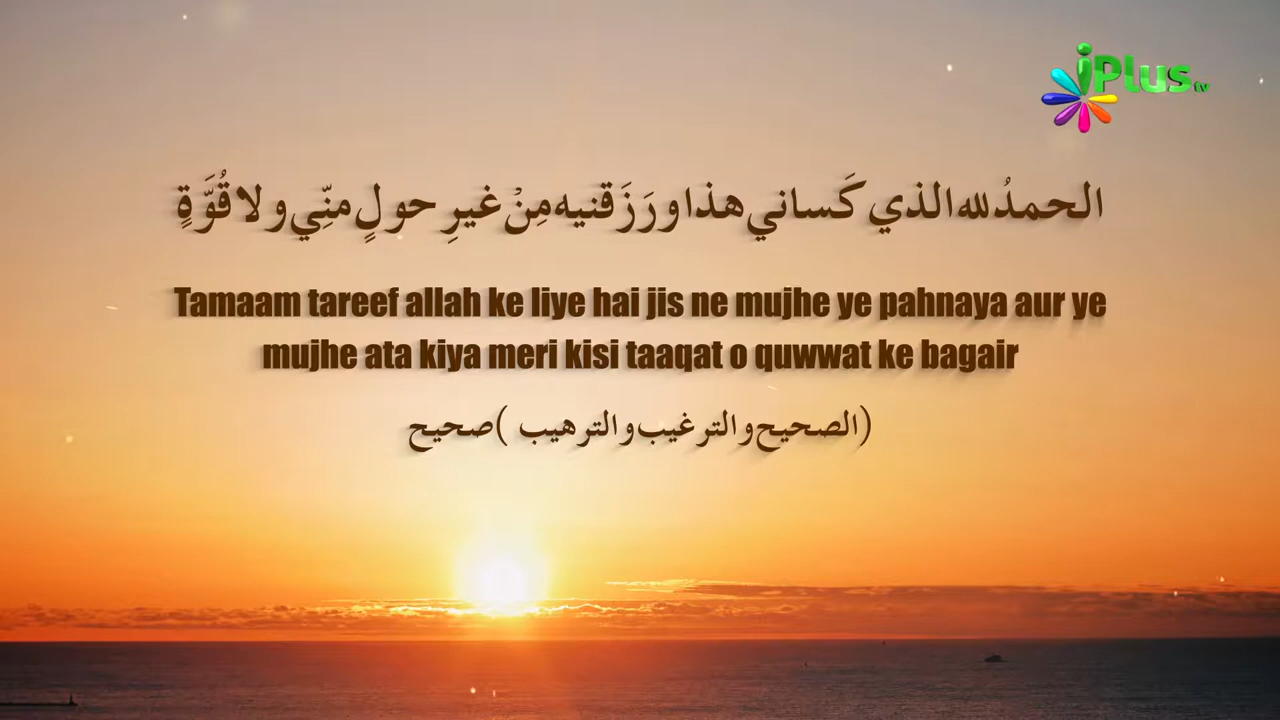 iPlus tv
الحمدُ لله الذي كَساني هذا ورَزَقنيه مِنْ غيرِ حولٍ منِّي ولا قُوَّةٍ
Tamaam tareef allah ke liye hai jis ne mujhe ye pahnaya aur ye
mujhe ata kiya meri kisi taaqat o quwwat ke bagair
(الصحيح والترغيب والترهيب )صحيح